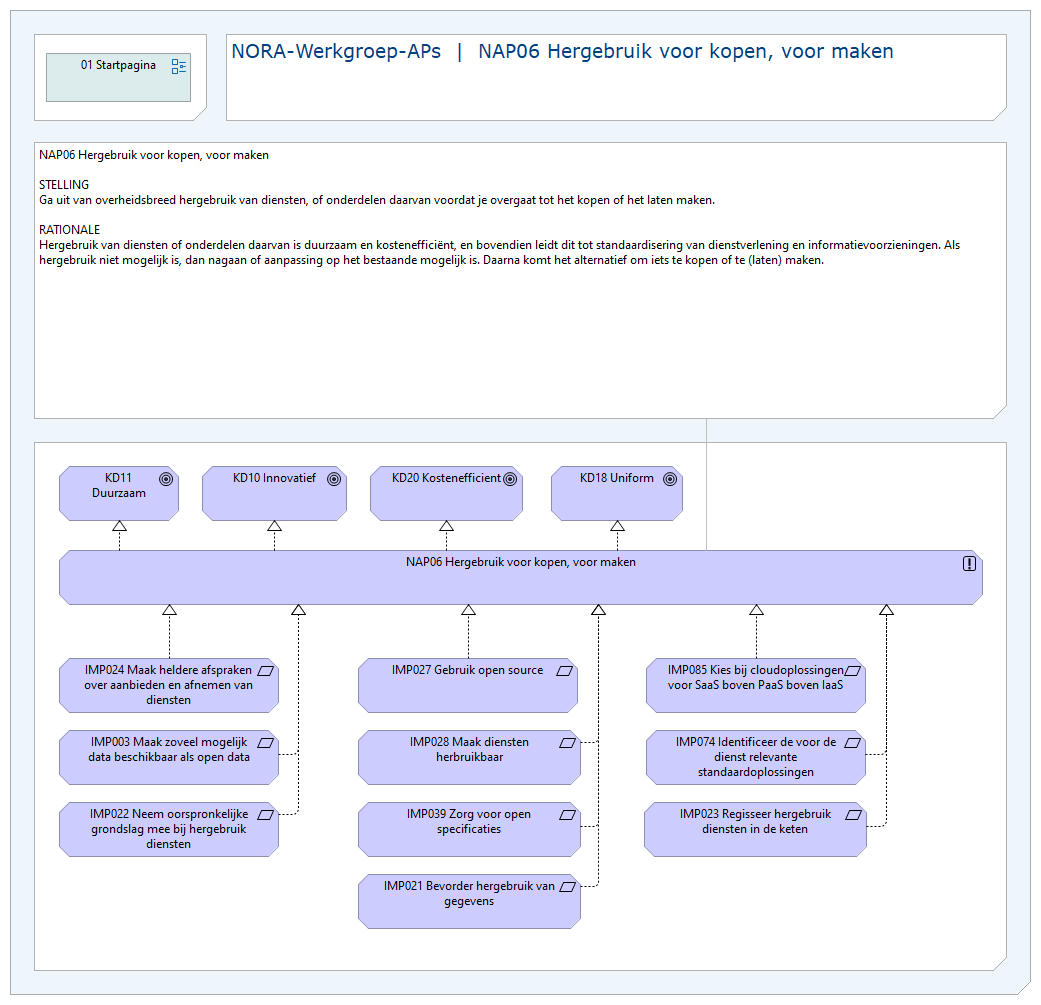 01 Startpagina
NORA-Werkgroep-APs | NAP06 Hergebruik voor kopen, voor maken
NAP06 Hergebruik voor kopen, voor maken
STELLING
Ga uit van overheidsbreed hergebruik van diensten, of onderdelen daarvan voordat je overgaat tot het kopen of het laten maken.
RATIONALE
Hergebruik van diensten of onderdelen daarvan is duurzaam en kostenefficiënt, en bovendien leidt dit tot standaardisering van dienstverlening en informatievoorzieningen. Als
hergebruik niet mogelijk is, dan nagaan of aanpassing op het bestaande mogelijk is. Daarna komt het alternatief om iets te kopen of te (laten) maken.
KD11
Duurzaam
KD10 Innovatief
KD20 Kostenefficient
KD18 Uniform
NAP06 Hergebruik voor kopen, voor maken
IMP024 Maak heldere afspraken
over aanbieden en afnemen van
diensten
IMP003 Maak zoveel mogelijk
data beschikbaar als open data
IMP022 Neem oorspronkelijke
grondslag mee bij hergebruik
diensten
IMP027 Gebruik open source
IMP028 Maak diensten
herbruikbaar
IMP039 Zorg voor open
specificaties
IMP021 Bevorder hergebruik van
gegevens
IMP085 Kies bij cloudoplossingen
voor SaaS boven PaaS boven IaaS
IMP074 Identificeer de voor de
dienst relevante
standaardoplossingen
IMP023 Regisseer hergebruik
diensten in de keten